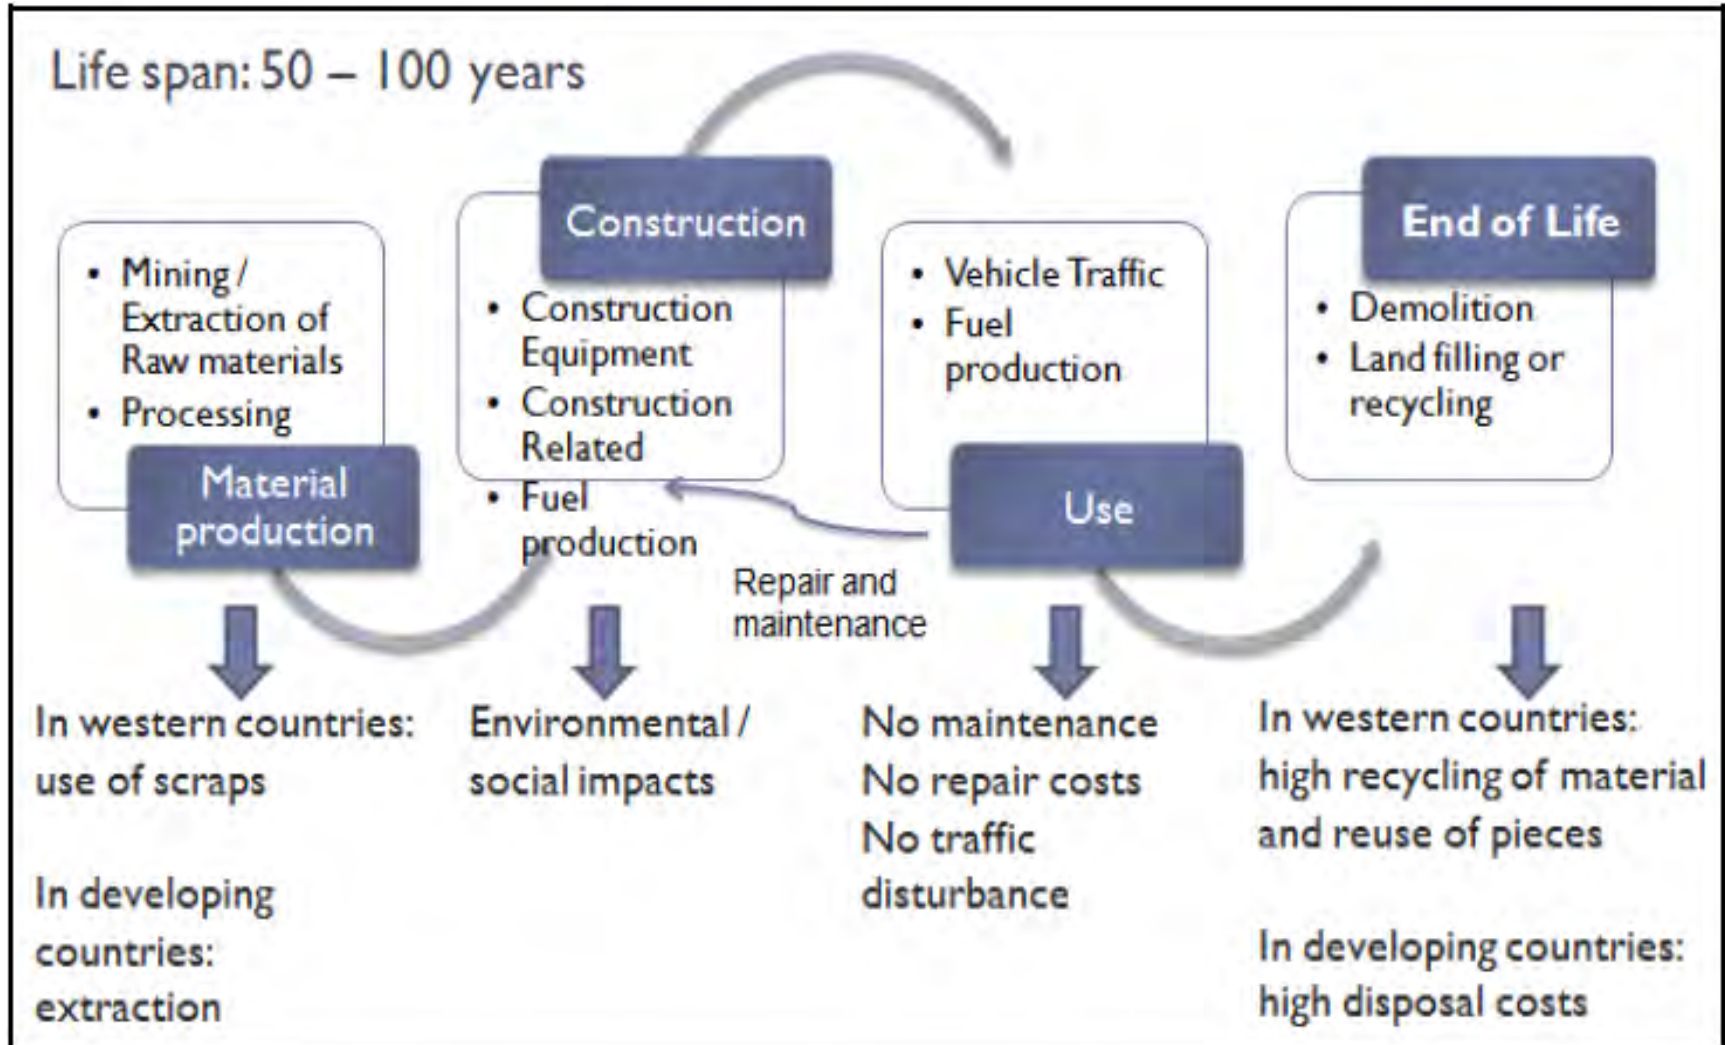 Life span: 50 – 100 years
• Mining /
Extraction of
Raw materials
• Processing
Material
production
Construction
• Construction
Equipment
• Construction
Related
• Fuel
production
• Vehicle Traffic
• Fuel
production
Use
End of Life
• Demolition
• Land filling or
recycling
Repair and
maintenance
In western countries:
use of scraps
In developing
countries:
extraction
Environmental /
social impacts
No maintenance
No repair costs
No traffic
disturbance
In western countries:
high recycling of material
and reuse of pieces
In developing countries:
high disposal costs